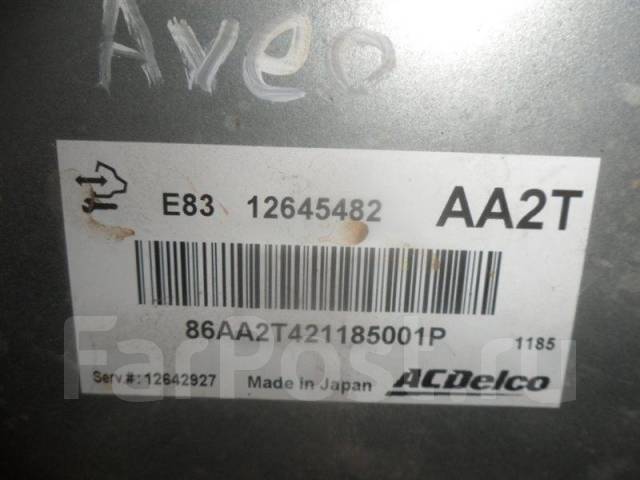 Aveo
E83 12645482 AA2T
86AA2T421185001P
1185
Serv.#: 12642927 Made in Japan ACDelco
FarPost.ru